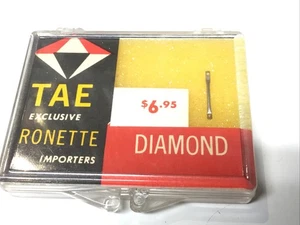 TAE
EXCLUSIVE
RONETTE
IMPORTERS
$6.95
DIAMOND